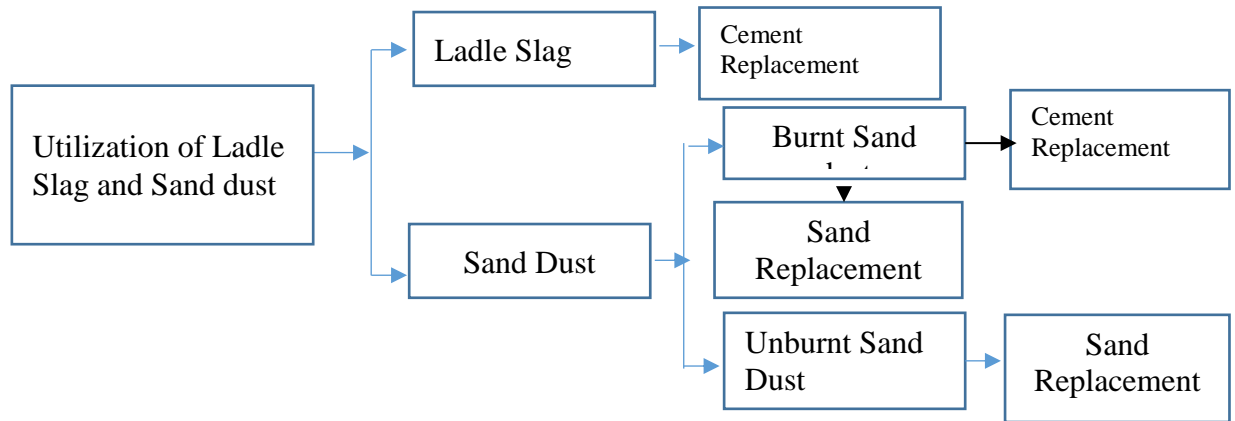 Ladle Slag
Cement
Replacement
Utilization of Ladle
Slag and Sand dust
Burnt Sand
Cement
Replacement
Sand Dust
Sand
Replacement
Unburnt Sand
Dust
Sand
Replacement